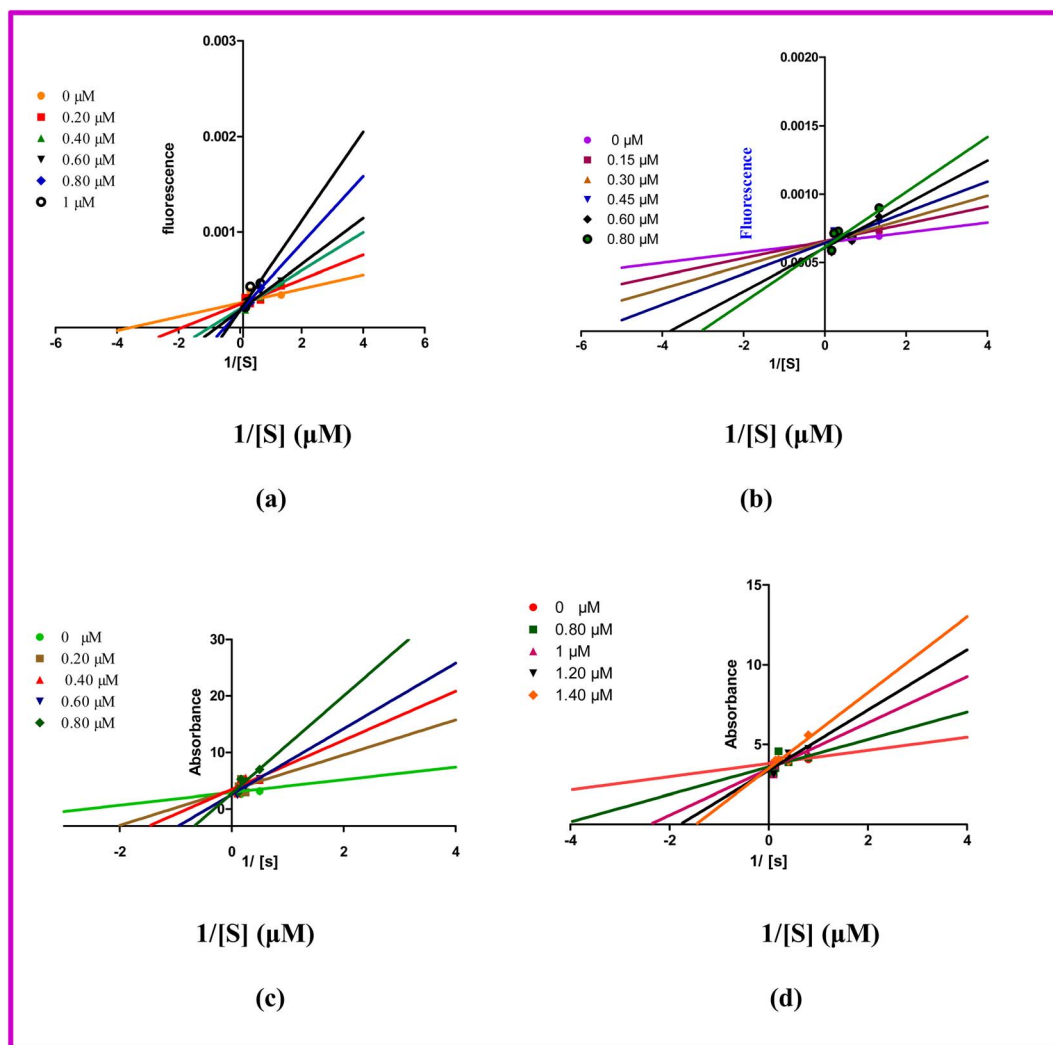 0.003
0.002
0.001
fluorescence
0 μM
0.20 μM
0.40 μM
0.60 μM
0.80 μM
1 μM
-6 -4 -2 0 2 4 6
1/[S]
1/[S] (μM)
(a)
0.0020
0.0015
0.0010
0.0005
Fluorescence
0 μM
0.15 μM
0.30 μM
0.45 μM
0.60 μM
0.80 μM
-6 -4 -2 0 2 4
1/[S]
1/[S] (μM)
(b)
30
20
10
0
Absorbance
0 μM
0.20 μM
0.40 μM
0.60 μM
0.80 μM
-2 0 2 4
1/ [s]
1/[S] (μM)
(c)
15
10
5
Absorbance
0 μM
0.80 μM
1 μM
1.20 μM
1.40 μM
-4 -2 0 2 4
1/ [s]
1/[S] (μM)
(d)